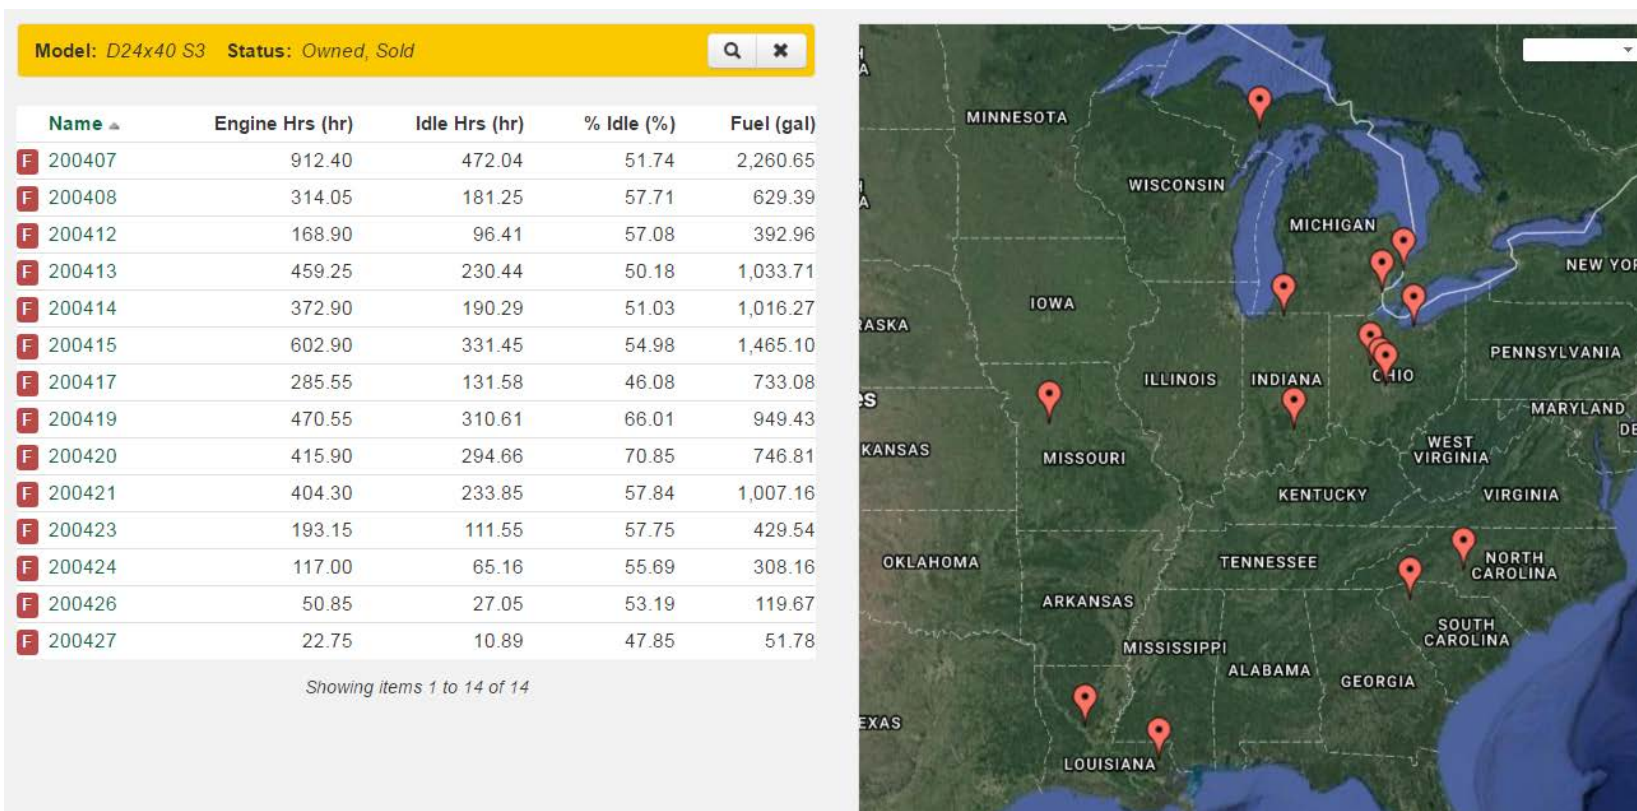 Model: D24x40 S3 Status: Owned, Sold
Name Engine Hrs (hr) Idle Hrs (hr) % Idle (%) Fuel (gal)
F 200407 912.40 472.04 51.74 2,260.65
F 200408 314.05 181.25 57.71 629.39
F 200412 168.90 96.41 57.08 392.96
F 200413 459.25 230.44 50.18 1,033.71
F 200414 372.90 190.29 51.03 1,016.27
F 200415 602.90 331.45 54.98 1,465.10
F 200417 285.55 131.58 46.08 733.08
F 200419 470.55 310.61 66.01 949.43
F 200420 415.90 294.66 70.85 746.81
F 200421 404.30 233.85 57.84 1,007.16
F 200423 193.15 111.55 57.75 429.54
F 200424 117.00 65.16 55.69 308.16
F 200426 50.85 27.05 53.19 119.67
F 200427 22.75 10.89 47.85 51.78
Showing items 1 to 14 of 14
MINNESOTA
WISCONSIN
MICHIGAN
NEW YOR
IOWA
RASKA
PENNSYLVANIA
ILLINOIS
INDIANA
OHIO
es
MARYLAND
DE
KANSAS
MISSOURI
WEST
VIRGINIA
KENTUCKY
VIRGINIA
OKLAHOMA
TENNESSEE
NORTH
CAROLINA
ARKANSAS
SOUTH
CAROLINA
MISSISSIPPI
ALABAMA
GEORGIA
EXAS
LOUISIANA